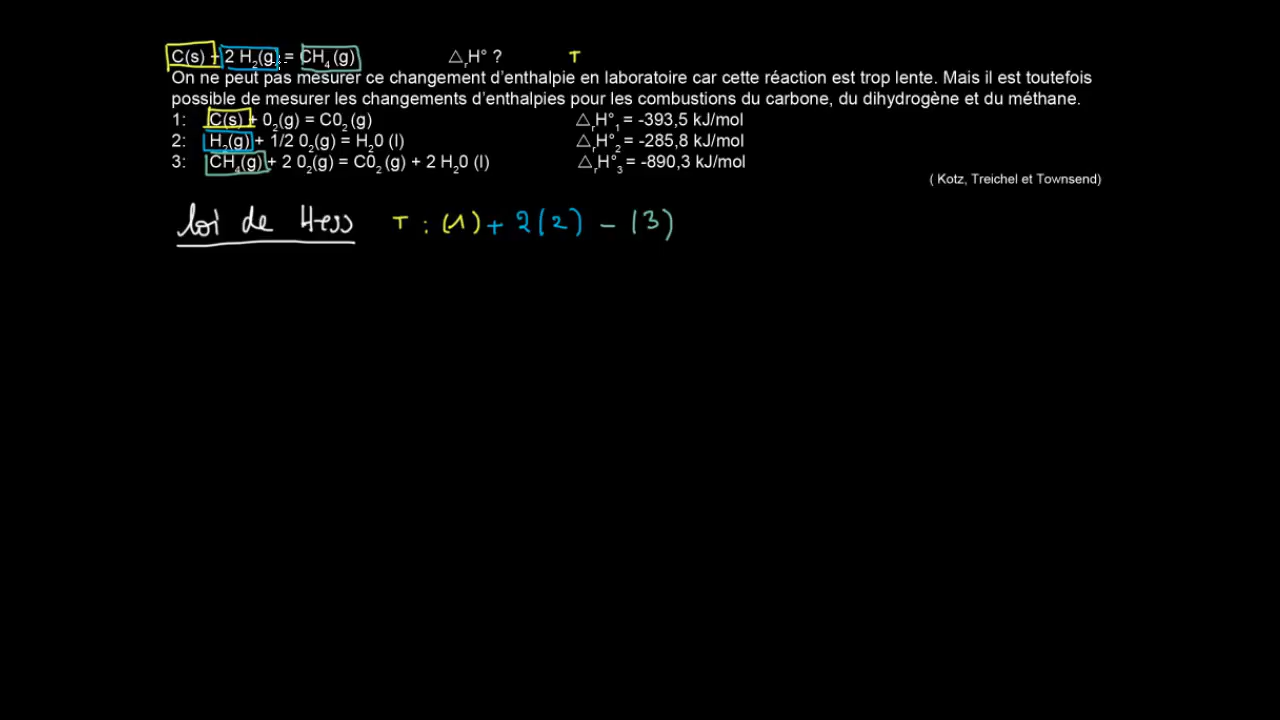 C(s) + 2 H₂(g) = CH₄(g) △ᵣH° ? T
On ne peut pas mesurer ce changement d'enthalpie en laboratoire car cette réaction est trop lente. Mais il est toutefois
possible de mesurer les changements d'enthalpies pour les combustions du carbone, du dihydrogène et du méthane.
1: C(s) + 0₂(g) = C0₂ (g) △ᵣH°₁ = -393,5 kJ/mol
2: H₂(g) + 1/2 0₂(g) = H₂0 (l) △ᵣH°₂ = -285,8 kJ/mol
3: CH₄(g) + 2 0₂(g) = C0₂ (g) + 2 H₂0 (l) △ᵣH°₃ = -890,3 kJ/mol
( Kotz, Treichel et Townsend)
loi de Hess T : (1) + 2(2) - (3)